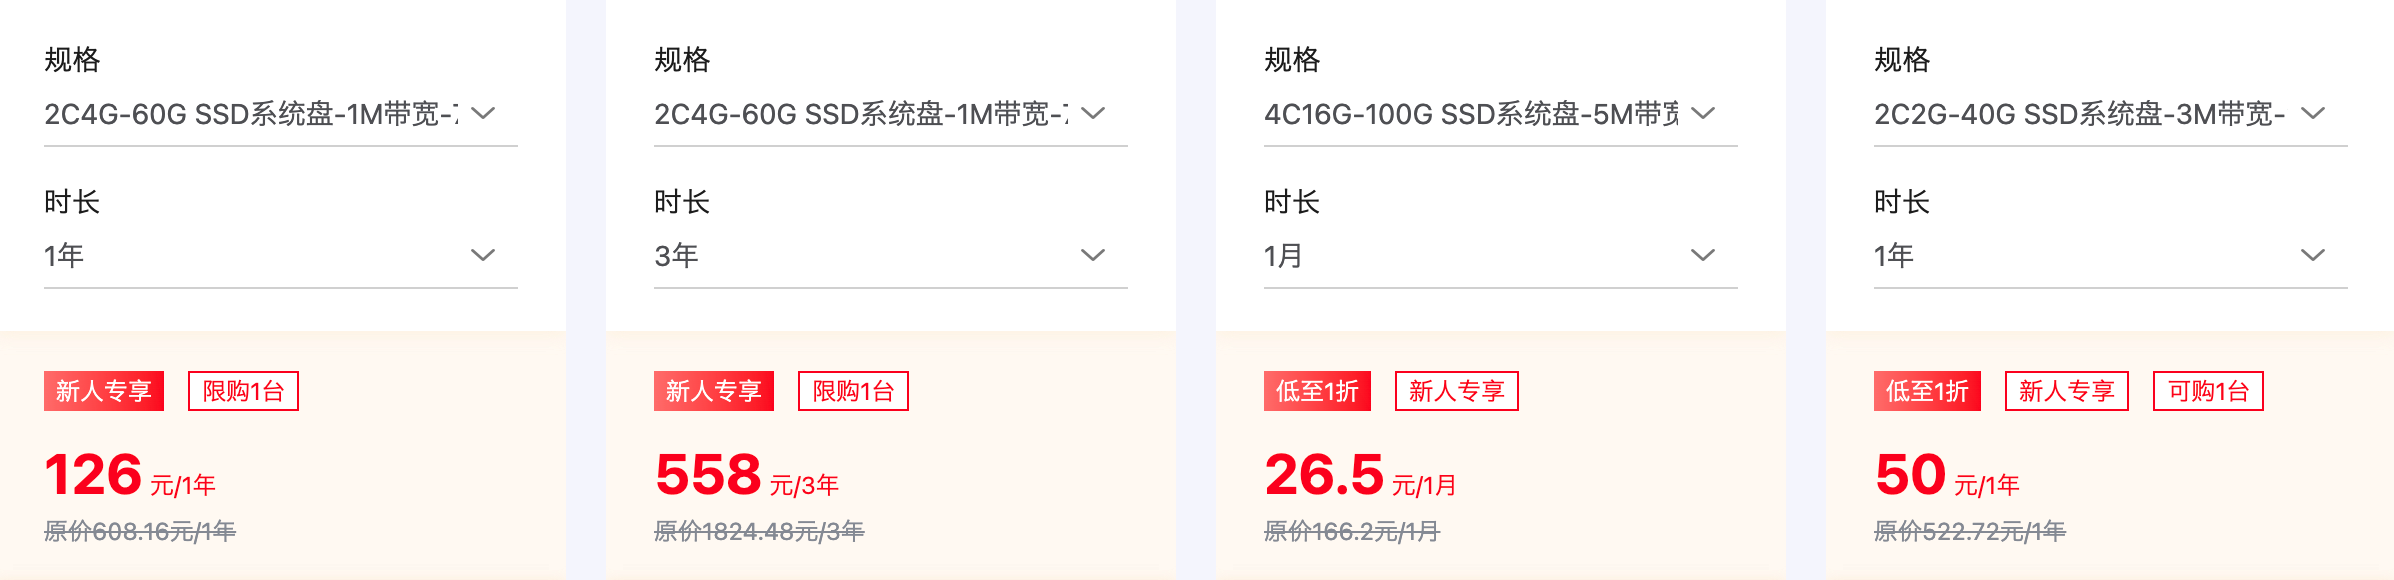 规格
2C4G-60G SSD系统盘-1M带宽-
时长
1年
新人专享 限购1台
126 元/1年
原价608.16元/1年
规格
2C4G-60G SSD系统盘-1M带宽-
时长
3年
新人专享 限购1台
558 元/3年
原价1824.48元/3年
规格
4C16G-100G SSD系统盘-5M带宽
时长
1月
低至1折 新人专享
26.5 元/1月
原价166.2元/1月
规格
2C2G-40G SSD系统盘-3M带宽-
时长
1年
低至1折 新人专享 可购1台
50 元/1年
原价522.72元/1年